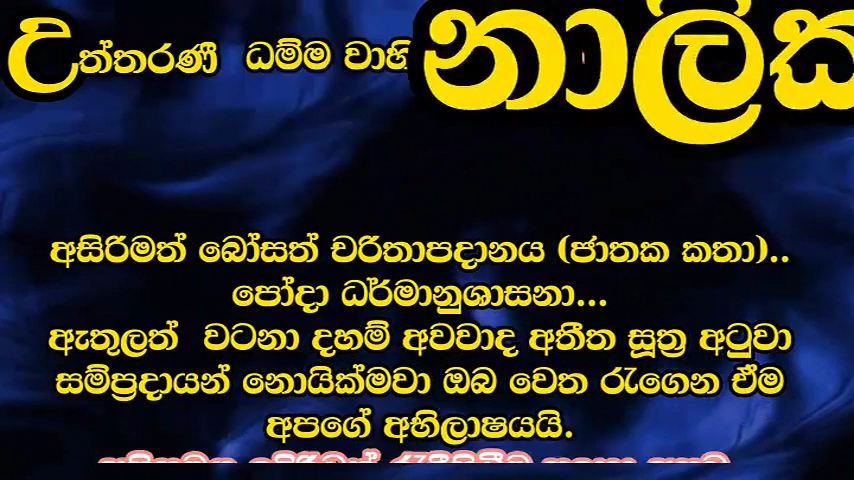 උත්තරණී ධම්ම වාහි නාලික
අසිරිමත් බෝසත් චරිතාපදානය (ජාතක කතා)..
පෝදා ධර්මානුශාසනා...
ඇතුලත් වටනා දහම් අවවාද අතීත සූත්‍ර අටුවා
සම්ප්‍රදායන් නොයික්මවා ඔබ වෙත රැගෙන ඒම
අපගේ අභිලාෂයයි.